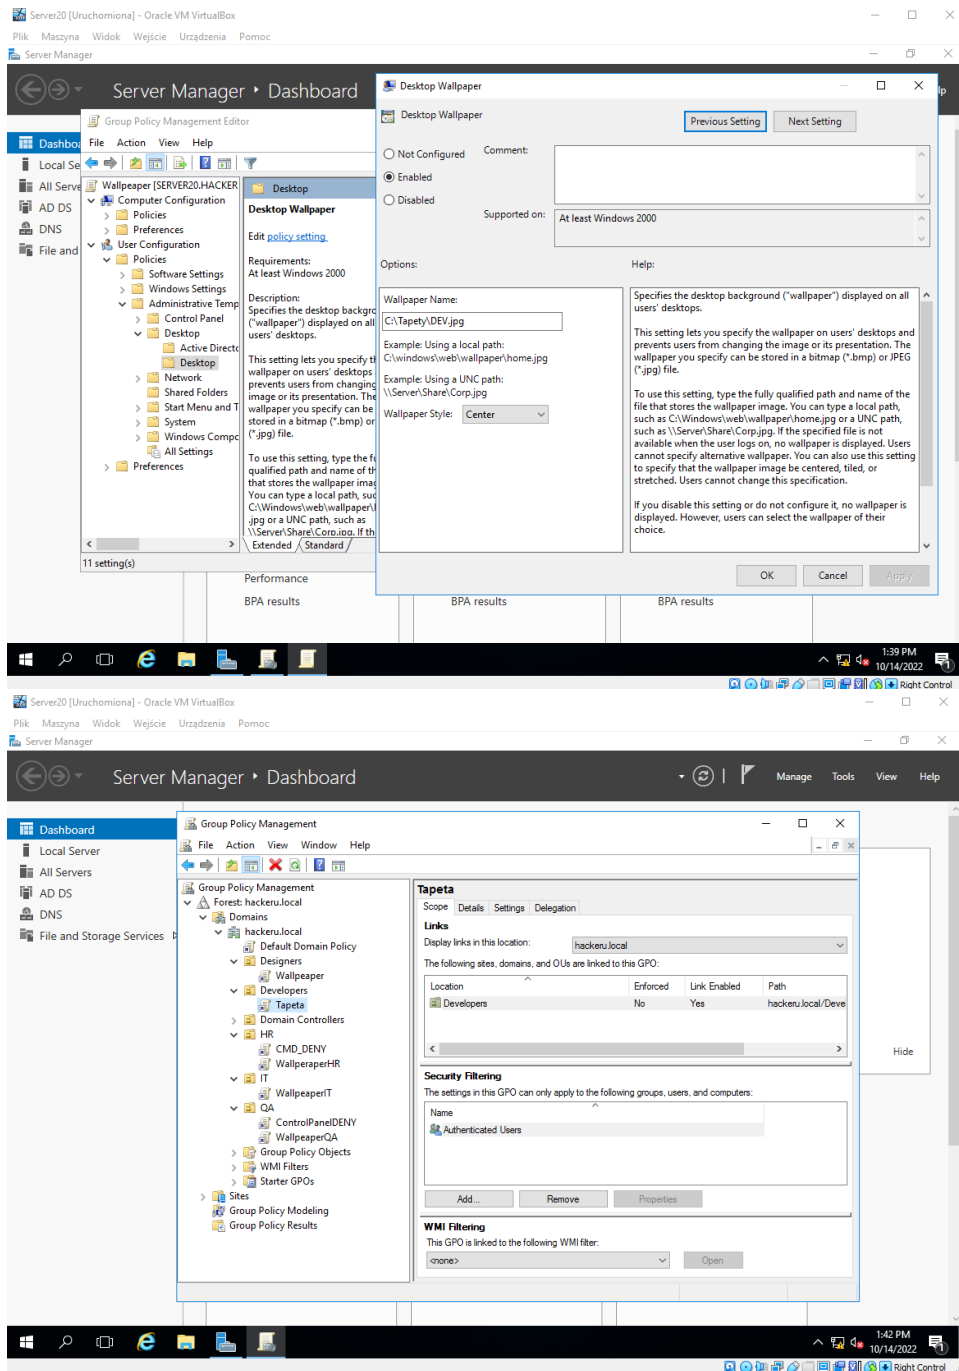 Server20 [Uruchomiona] - Oracle VM VirtualBox
Plik Maszyna Widok Wejście Urządzenia Pomoc
Server Manager
Server Manager • Dashboard
Desktop Wallpaper
Desktop Wallpaper
Previous Setting
Next Setting
Not Configured
Enabled
Disabled
Comment:
Supported on:
At least Windows 2000
Options:
Help:
Wallpaper Name:
C:\Tapety\DEV.jpg
Example: Using a local path:
C:\windows\web\wallpaper\home.jpg
Example: Using a UNC path:
\\Server\Share\Corp.jpg
Wallpaper Style:
Center
Specifies the desktop background ("wallpaper") displayed on all
users' desktops.
This setting lets you specify the wallpaper on users' desktops and
prevents users from changing the image or its presentation. The
wallpaper you specify can be stored in a bitmap (*.bmp) or JPEG
(*.jpg) file.
To use this setting, type the fully qualified path and name of the
file that stores the wallpaper image. You can type a local path,
such as C:\Windows\web\wallpaper\home.jpg or a UNC path,
such as \\Server\Share\Corp.jpg. If the specified file is not
available when the user logs on, no wallpaper is displayed. Users
cannot specify alternative wallpaper. You can also use this setting
to specify that the wallpaper image be centered, tiled, or
stretched. Users cannot change this specification.
If you disable this setting or do not configure it, no wallpaper is
displayed. However, users can select the wallpaper of their
choice.
OK
Cancel
Apply
Dashboa
Local Se
All Serve
AD DS
DNS
File and
Group Policy Management Editor
File Action View Help
Wallpeaper [SERVER20.HACKER
Computer Configuration
Policies
Preferences
User Configuration
Policies
Software Settings
Windows Settings
Administrative Temp
Control Panel
Desktop
Active Directo
Desktop
Network
Shared Folders
Start Menu and T
System
Windows Compc
All Settings
Preferences
Desktop
Desktop Wallpaper
Edit policy setting
Requirements:
At least Windows 2000
Description:
Specifies the desktop backgro
("wallpaper") displayed on all
users' desktops.
This setting lets you specify th
wallpaper on users' desktops
prevents users from changing
image or its presentation. The
wallpaper you specify can be
stored in a bitmap (*.bmp) or
(*.jpg) file.
To use this setting, type the fu
qualified path and name of th
that stores the wallpaper imag
You can type a local path, suc
C:\Windows\web\wallpaper\l
.jpg or a UNC path, such as
\\Server\Share\Corp.jpg. If th
Extended
Standard
11 setting(s)
Performance
BPA results
BPA results
BPA results
1:39 PM
10/14/2022
1
Right Control
Server20 [Uruchomiona] - Oracle VM VirtualBox
Plik Maszyna Widok Wejście Urządzenia Pomoc
Server Manager
Server Manager • Dashboard
Manage
Tools
View
Help
Dashboard
Local Server
All Servers
AD DS
DNS
File and Storage Services
Group Policy Management
File Action View Window Help
Group Policy Management
Forest: hackeru.local
Domains
hackeru.local
Default Domain Policy
Designers
Wallpeaper
Developers
Tapeta
Domain Controllers
HR
CMD_DENY
WallperaperHR
IT
WallpeaperIT
QA
ControlPanelDENY
WallpeaperQA
Group Policy Objects
WMI Filters
Starter GPOs
Sites
Group Policy Modeling
Group Policy Results
Tapeta
Scope
Details
Settings
Delegation
Links
Display links in this location:
hackeru.local
The following sites, domains, and OUs are linked to this GPO:
Location Enforced Link Enabled Path
Developers No Yes hackeru.local/Deve
Security Filtering
The settings in this GPO can only apply to the following groups, users, and computers:
Name
Authenticated Users
Add...
Remove
Properties
WMI Filtering
This GPO is linked to the following WMI filter:
<none>
Open
Hide
1:42 PM
10/14/2022
1
Right Control